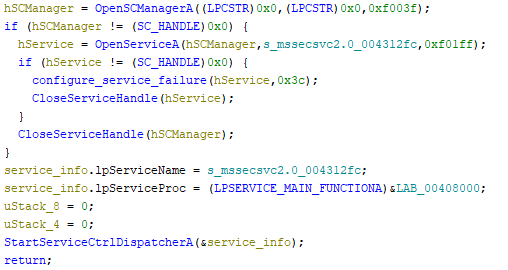 hSCManager = OpenSCManagerA((LPCSTR)0x0,(LPCSTR)0x0,0xf003f);
if (hSCManager != (SC_HANDLE)0x0) {
hService = OpenServiceA(hSCManager,s_mssecsvc2.0_004312fc,0xf01ff);
if (hService != (SC_HANDLE)0x0) {
configure_service_failure(hService,0x3c);
CloseServiceHandle(hService);
}
CloseServiceHandle(hSCManager);
}
service_info.lpServiceName = s_mssecsvc2.0_004312fc;
service_info.lpServiceProc = (LPSERVICE_MAIN_FUNCTIONA)&LAB_00408000;
uStack_8 = 0;
uStack_4 = 0;
StartServiceCtrlDispatcherA(&service_info);
return;